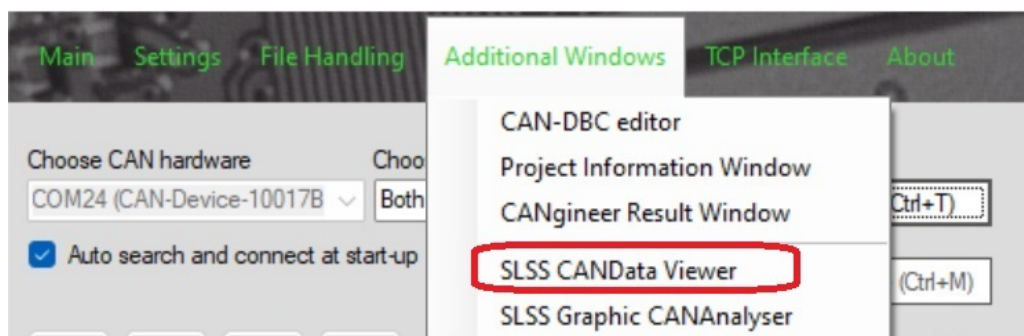 Main Settings File Handling Additional Windows TCP Interface About
CAN-DBC editor
Choose CAN hardware Choo
Project Information Window
COM24 (CAN-Device-10017B Both
CANgineer Result Window
Ctrl+T)
Auto search and connect at start-up
SLSS CANData Viewer
(Ctrl+M)
SLSS Graphic CANAnalyser